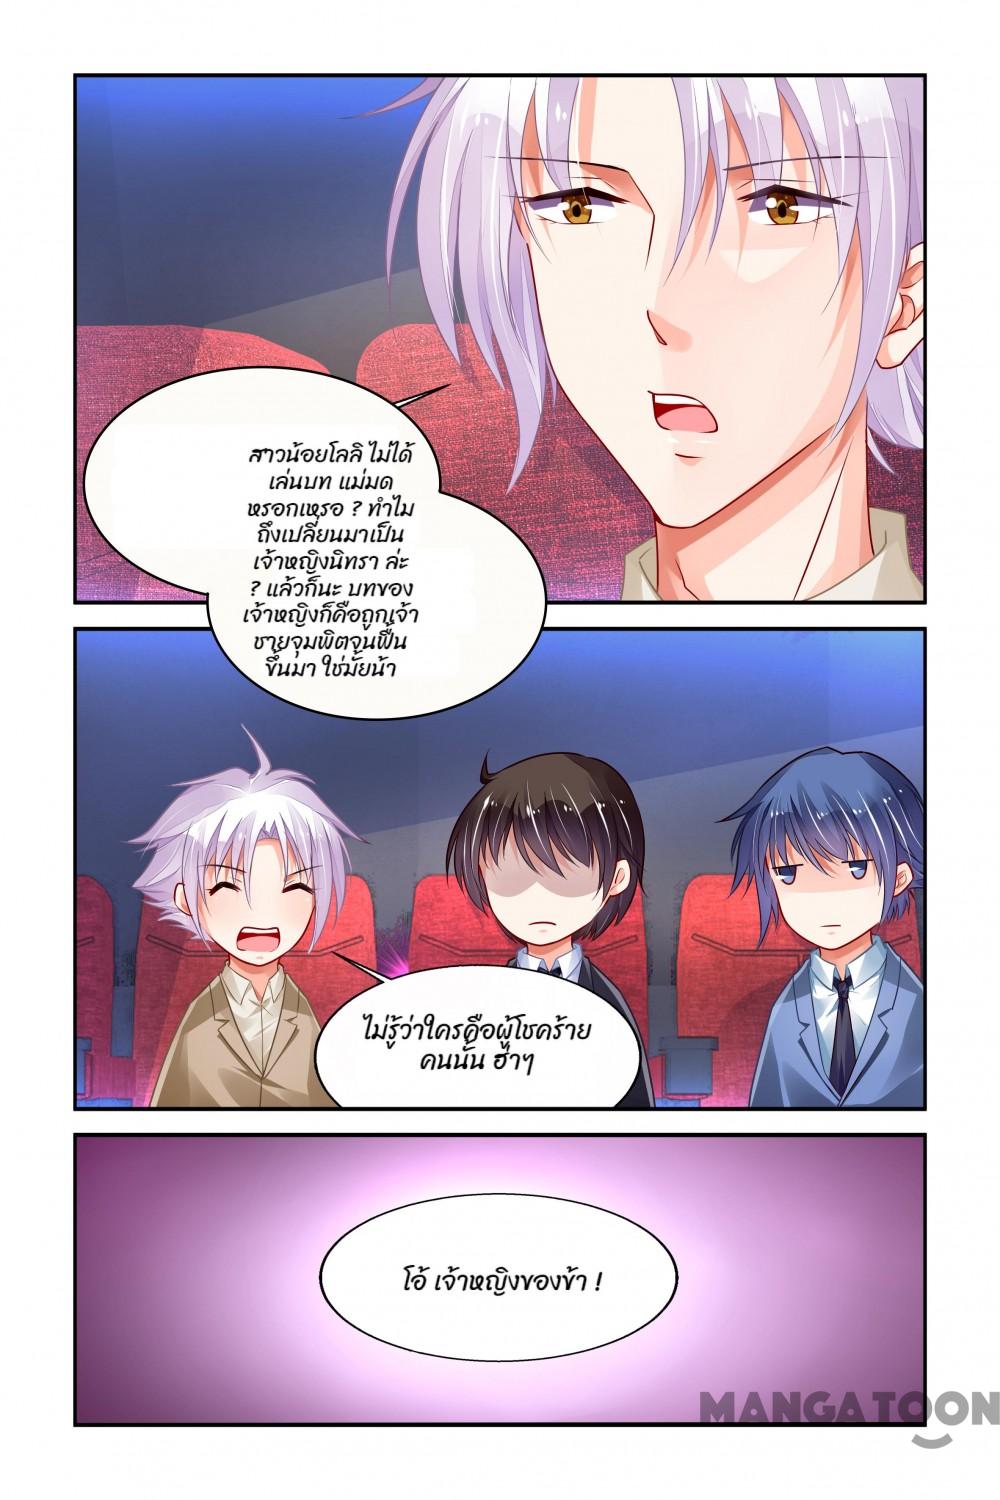 สาวน้อยโลลิ ไม่ได้
เล่นบท แม่มด
หรอกเหรอ ? ทำไม
ถึงเปลี่ยนมาเป็น
เจ้าหญิงนิทรา ล่ะ
? แล้วก็นะ บทของ
เจ้าหญิงก็คือถูกเจ้า
ชายจุมพิตจนฟื้น
ขึ้นมา ใช่มั้ยน้า
ไม่รู้ว่าใครคือผู้โชคร้าย
คนนั้น ฮ่าๆ
โอ้ เจ้าหญิงของข้า !
MANGATOON